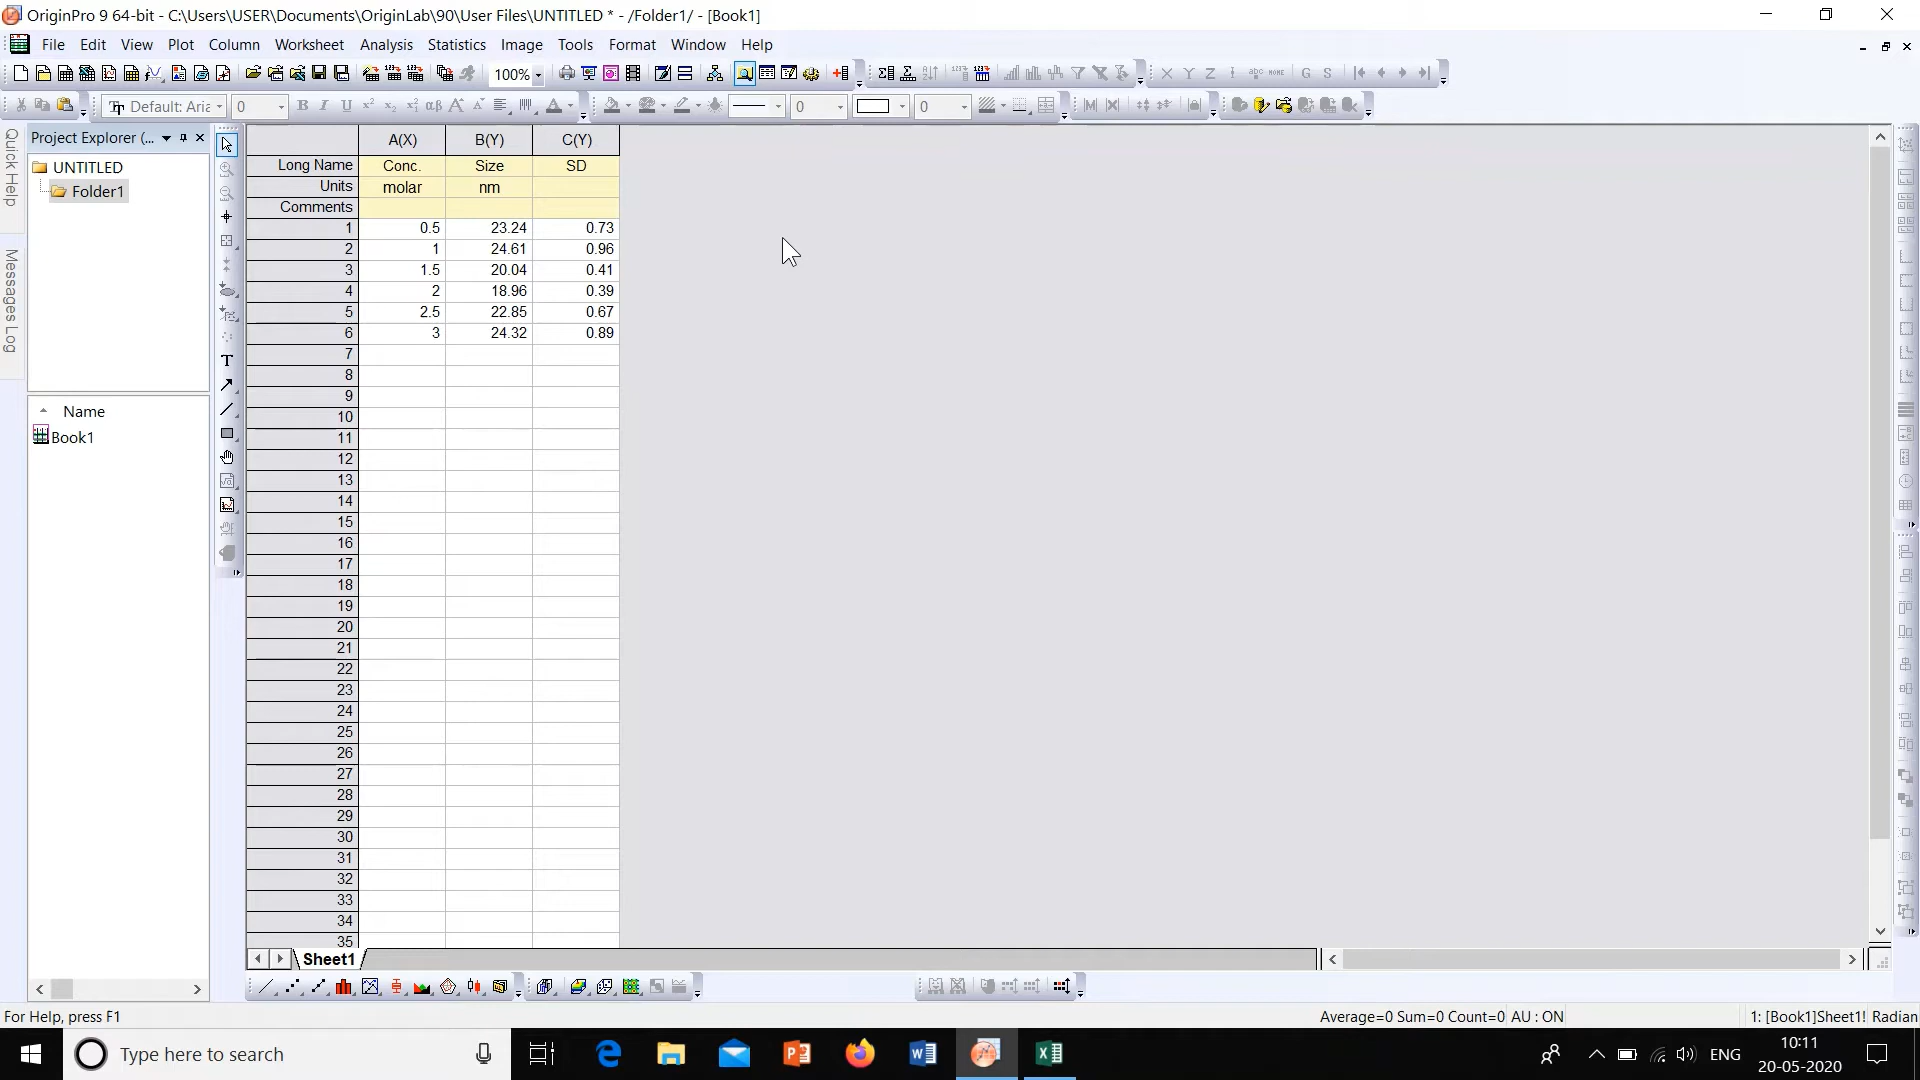 OriginPro 9 64-bit - C:\Users\USER\Documents\OriginLab\90\User Files\UNTITLED * - /Folder1/ - [Book1]
File Edit View Plot Column Worksheet Analysis Statistics Image Tools Format Window Help
100%
Default: Aria 0 B I U 0 0
Quick Help
Messages Log
Project Explorer (...
UNTITLED
Folder1
Name
Book1
A(X) B(Y) C(Y)
Long Name Conc. Size SD
Units molar nm
Comments
1 0.5 23.24 0.73
2 1 24.61 0.96
3 1.5 20.04 0.41
4 2 18.96 0.39
5 2.5 22.85 0.67
6 3 24.32 0.89
7
8
9
10
11
12
13
14
15
16
17
18
19
20
21
22
23
24
25
26
27
28
29
30
31
32
33
34
35
Sheet1
For Help, press F1
Average=0 Sum=0 Count=0 AU : ON
1: [Book1]Sheet1! Radian
Type here to search
ENG
10:11
20-05-2020